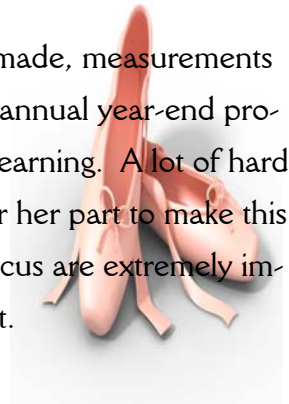 made, measurements
annual year-end pro-
earning. A lot of hard
r her part to make this
cus are extremely im-
t.